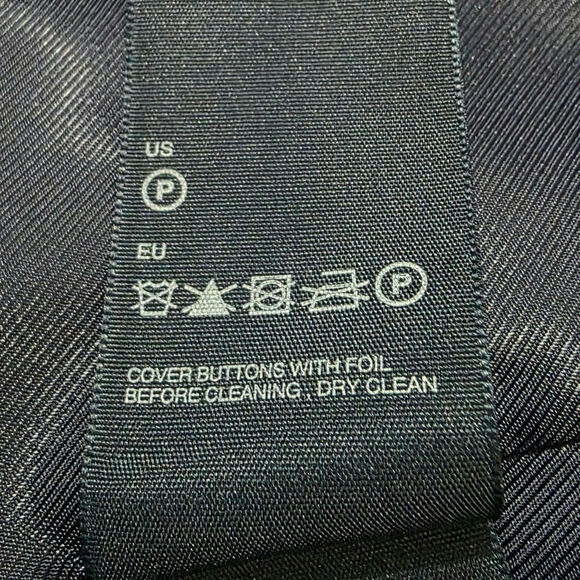 US
P
EU
P
COVER BUTTONS WITH FOIL
BEFORE CLEANING , DRY CLEAN